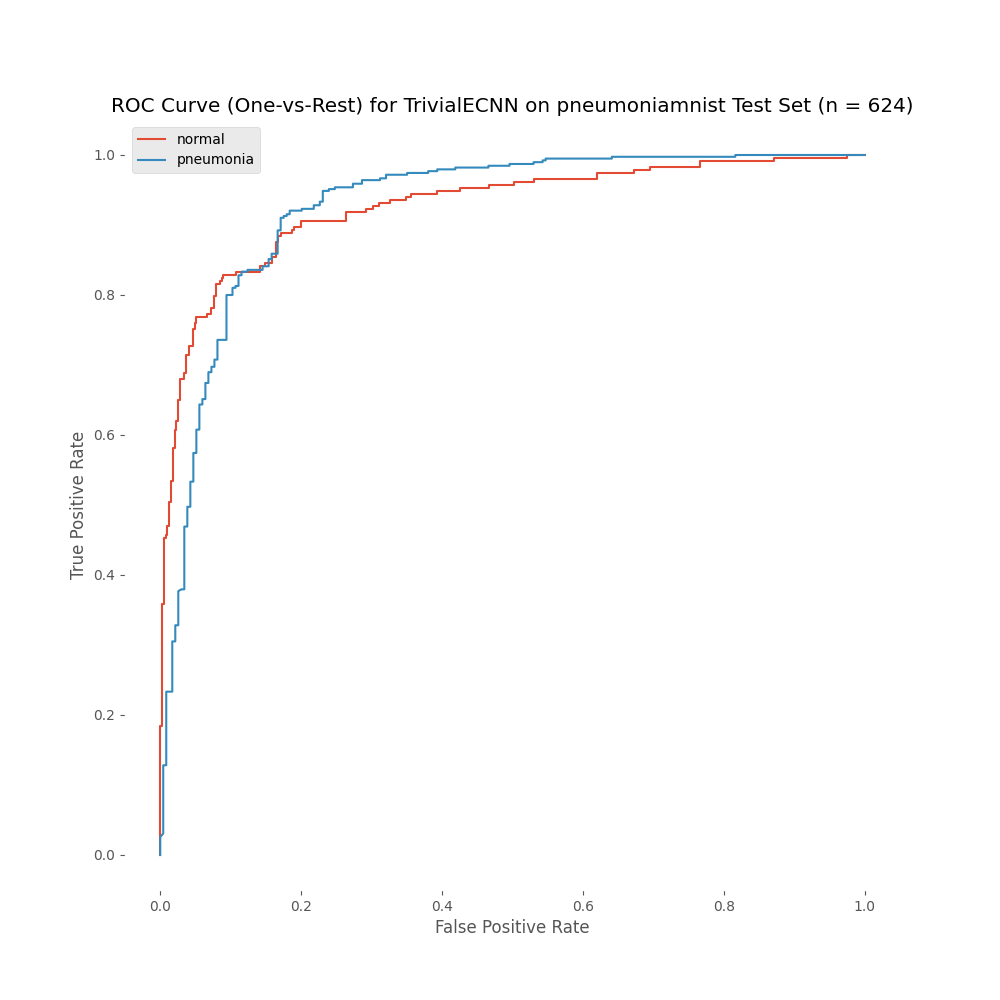 ROC Curve (One-vs-Rest) for TrivialECNN on pneumoniamnist Test Set (n = 624)
normal
pneumonia
1.0
0.8
0.6
0.4
0.2
0.0
True Positive Rate
0.0 0.2 0.4 0.6 0.8 1.0
False Positive Rate